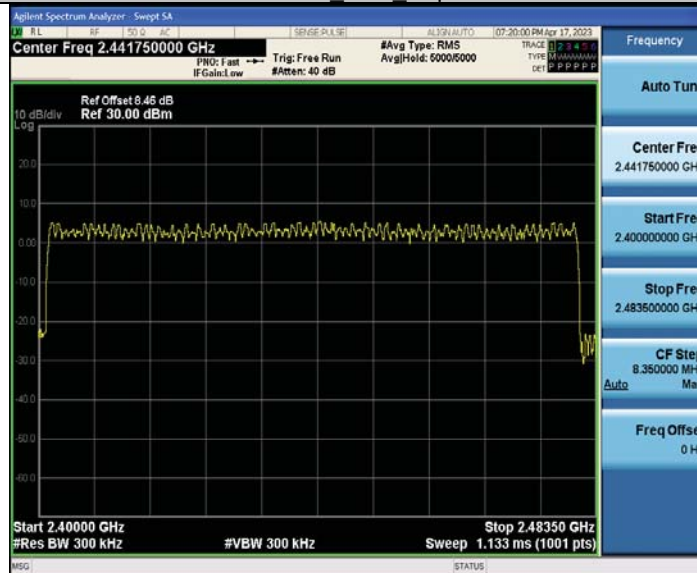 Agilent Spectrum Analyzer - Swept SA
RL RF 50 Ω AC SENSE:PULSE ALIGN AUTO 07:20:00 PM Apr 17, 2023
Center Freq 2.441750000 GHz
PNO: Fast
IFGain:Low
Trig: Free Run
#Atten: 40 dB
#Avg Type: RMS
Avg|Hold: 5000/5000
TRACE 1 2 3 4 5 6
TYPE M
DET P P P P P P
Ref Offset 8.46 dB
10 dB/div Ref 30.00 dBm
Log
20.0
10.0
0.00
-10.0
-20.0
-30.0
-40.0
-50.0
-60.0
Start 2.40000 GHz Stop 2.48350 GHz
#Res BW 300 kHz #VBW 300 kHz Sweep 1.133 ms (1001 pts)
MSG STATUS
Frequency
Auto Tun
Center Fre
2.441750000 GH
Start Fre
2.400000000 GH
Stop Fre
2.483500000 GH
CF Ste
8.350000 MH
Auto Ma
Freq Offse
0 H